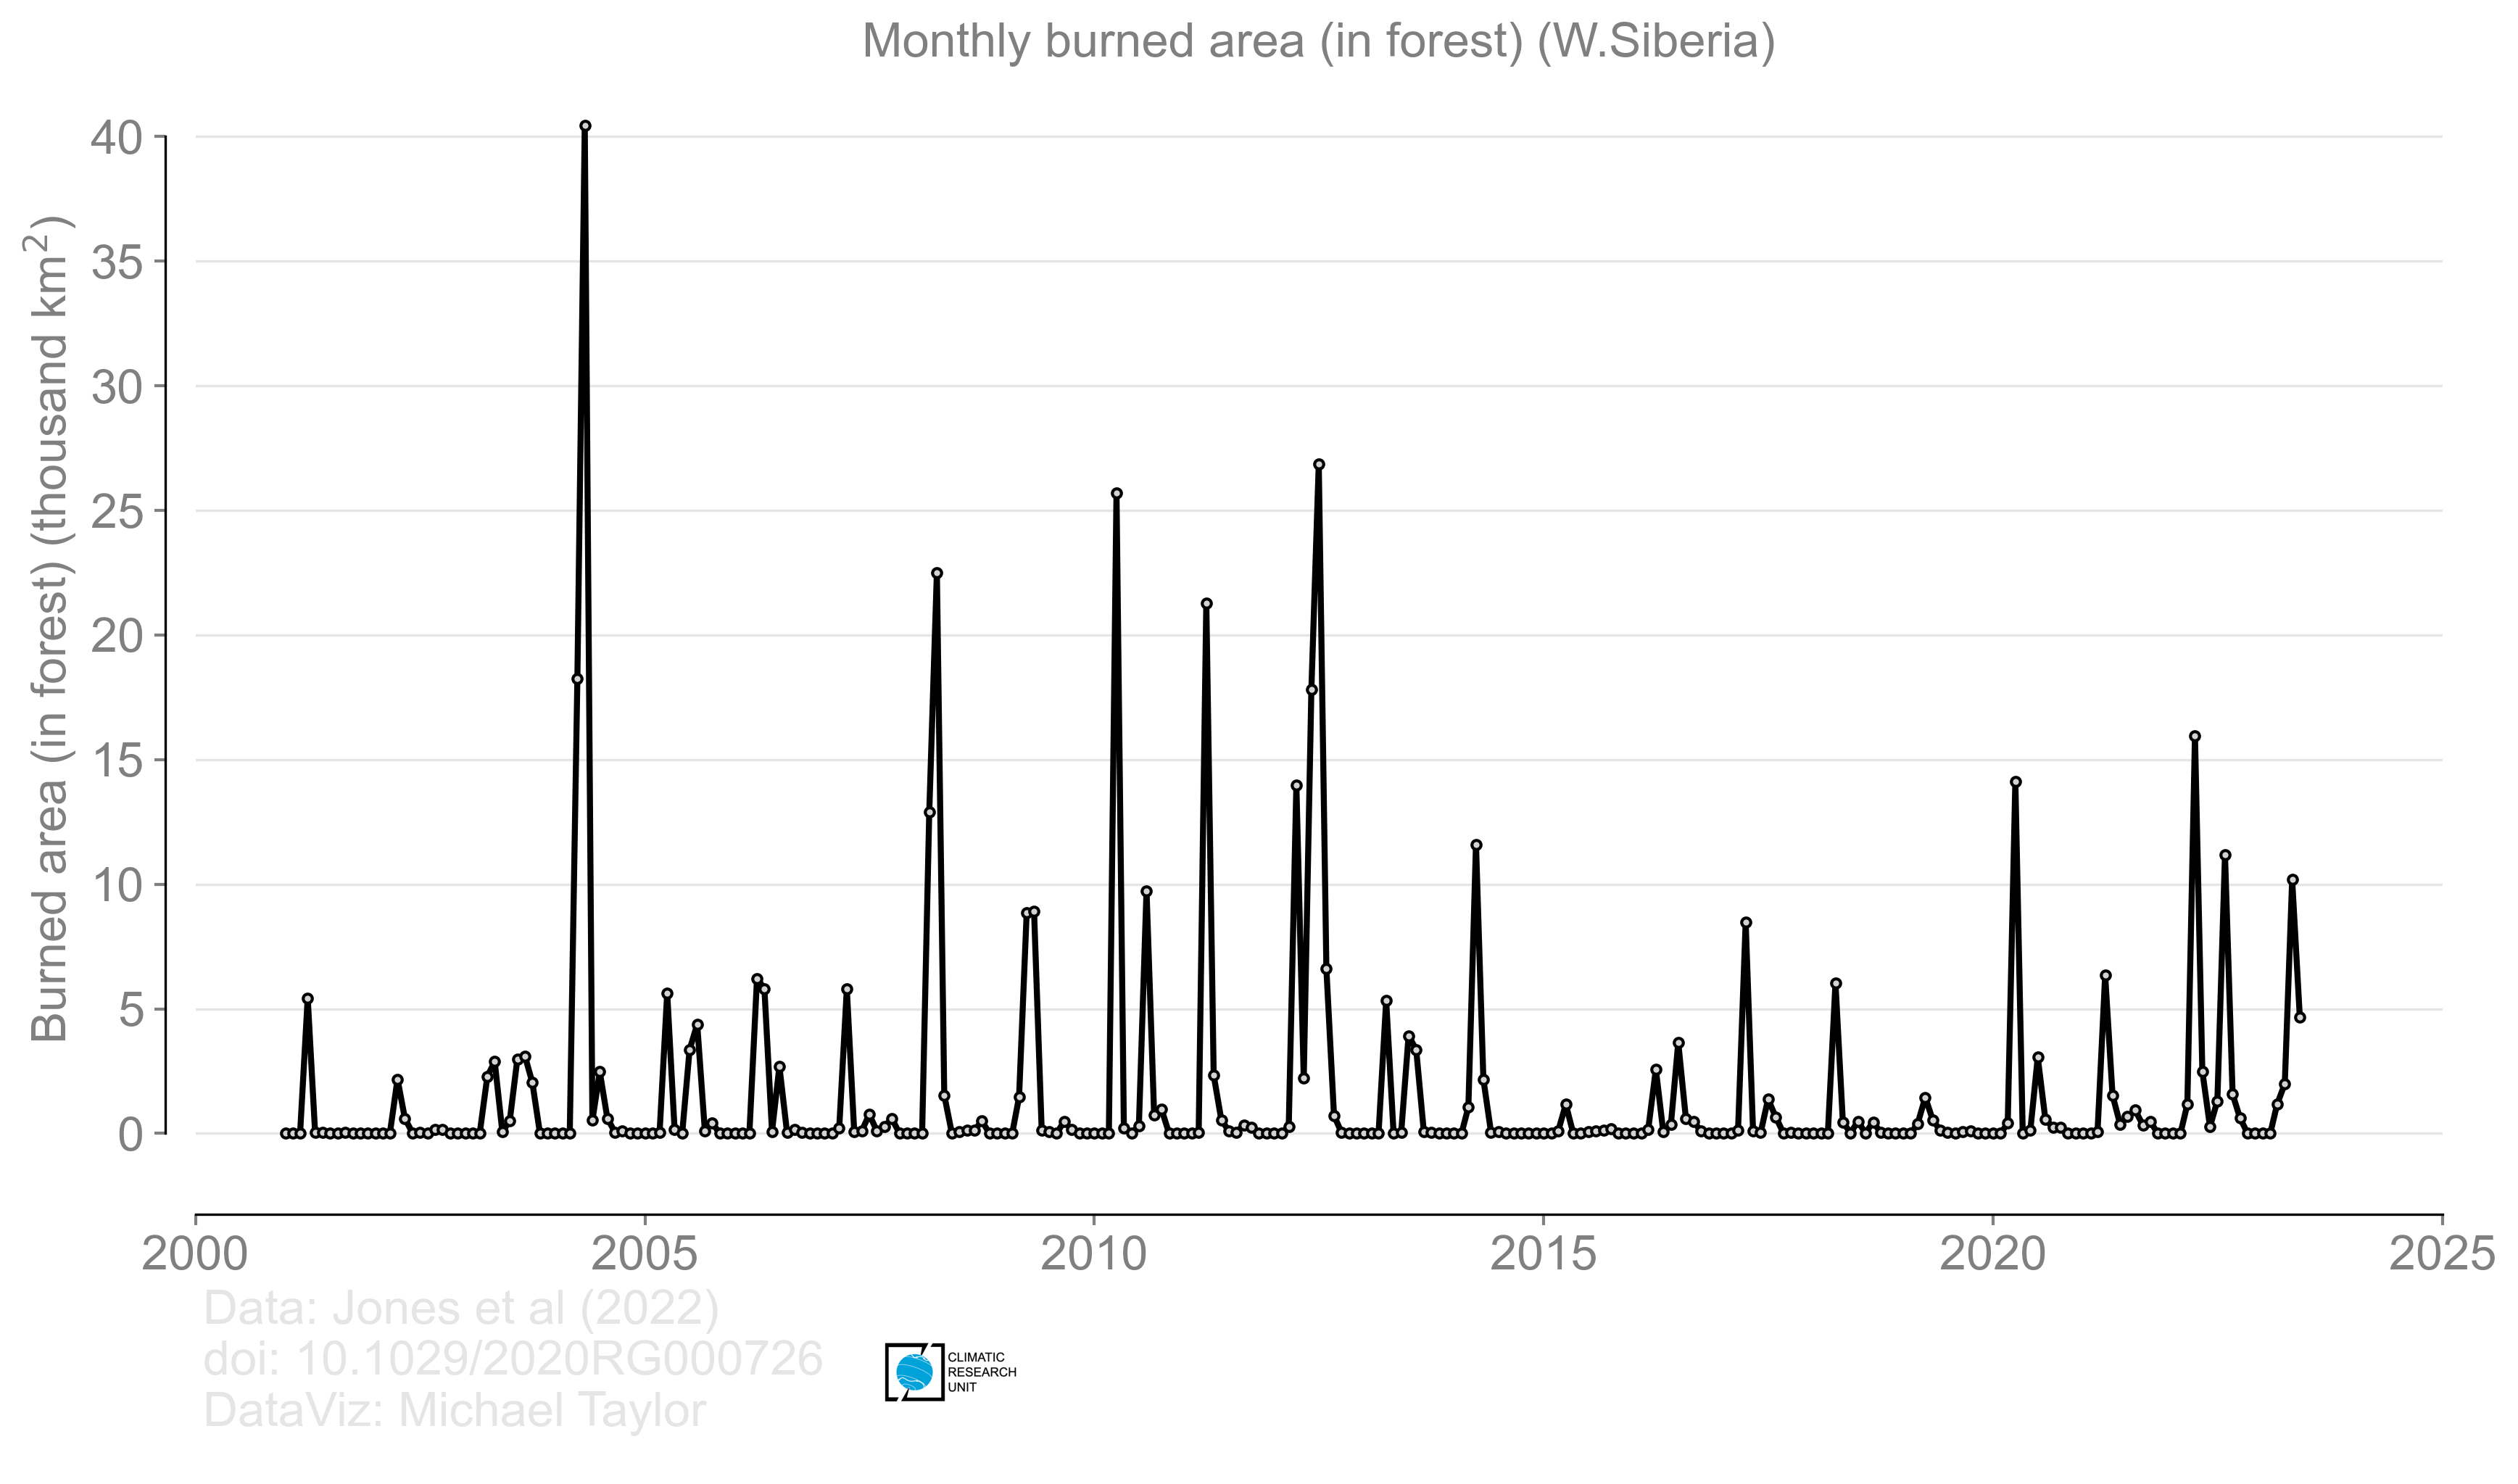 Monthly burned area (in forest) (W.Siberia)
Burned area (in forest) (thousand km²)
40
35
30
25
20
15
10
5
0
2000 2005 2010 2015 2020 2025
Data: Jones et al (2022)
doi: 10.1029/2020RG000726
DataViz: Michael Taylor
CLIMATIC
RESEARCH
UNIT